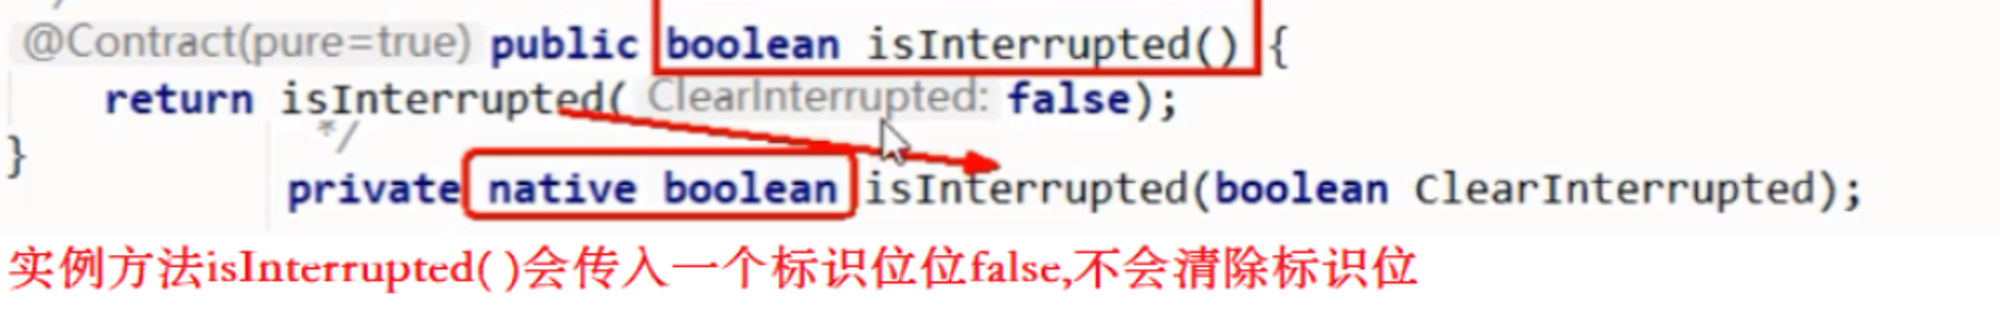 @Contract(pure=true) public boolean isInterrupted() {
return isInterrupted( ClearInterrupted: false);
*/
}
private native boolean isInterrupted(boolean ClearInterrupted);
实例方法isInterrupted( )会传入一个标识位位false,不会清除标识位